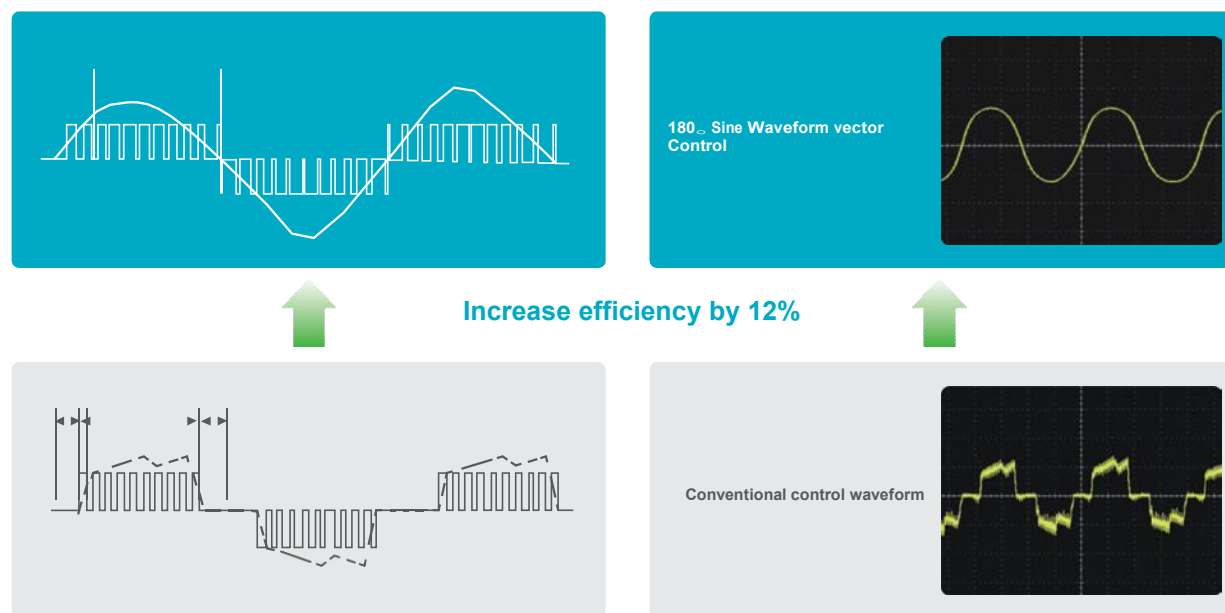 180○ Sine Waveform vector
Control
Increase efficiency by 12%
Conventional control waveform